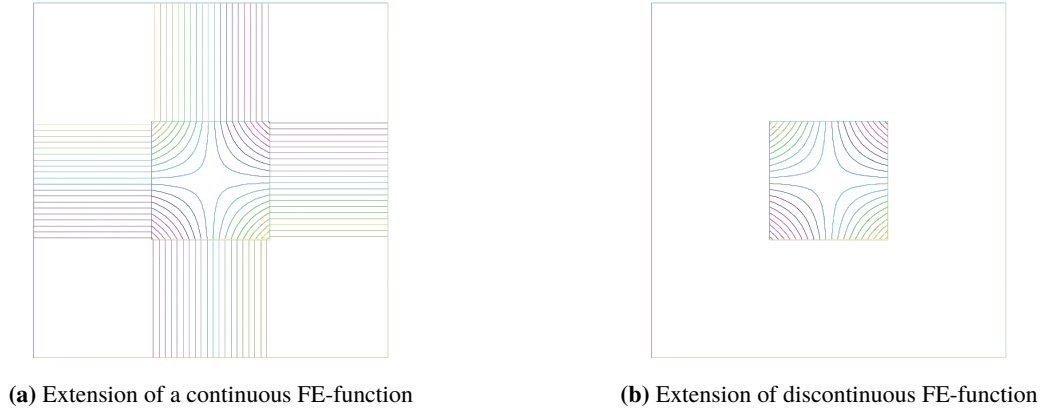 (a) Extension of a continuous FE-function
(b) Extension of discontinuous FE-function